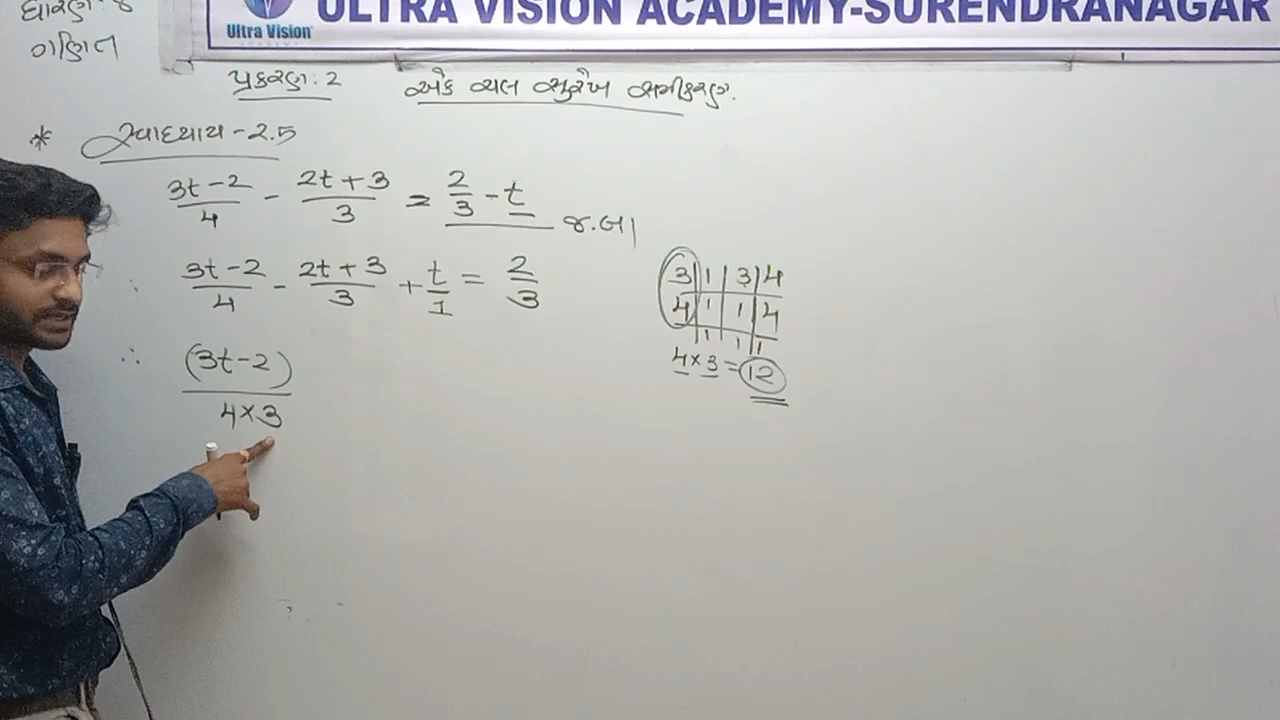 ધોરણ: ૪
ગણિત
ULTRA VISION ACADEMY-SURENDRANAGAR
Ultra Vision
ACADEMY
પ્રકરણ: 2 એક ચલ સુરેખ સમીકરણ.
* સ્વાધ્યાય - 2.5
3t-2/4 - 2t+3/3 = 2/3 - t જ.બા
∴ 3t-2/4 - 2t+3/3 + t/1 = 2/3
∴ (3t-2)/4×3
3|1|3|4
4|1|1|4
1|1|1
4×3=12